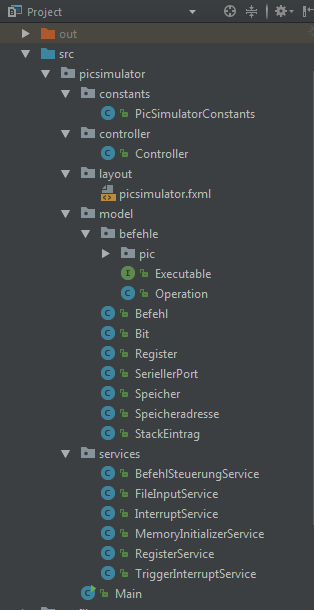 Project
out
src
picsimulator
constants
PicSimulatorConstants
controller
Controller
layout
picsimulator.fxml
model
befehle
pic
Executable
Operation
Befehl
Bit
Register
SeriellerPort
Speicher
Speicheradresse
StackEintrag
services
BefehlSteuerungService
FileInputService
InterruptService
MemoryInitializerService
RegisterService
TriggerInterruptService
Main